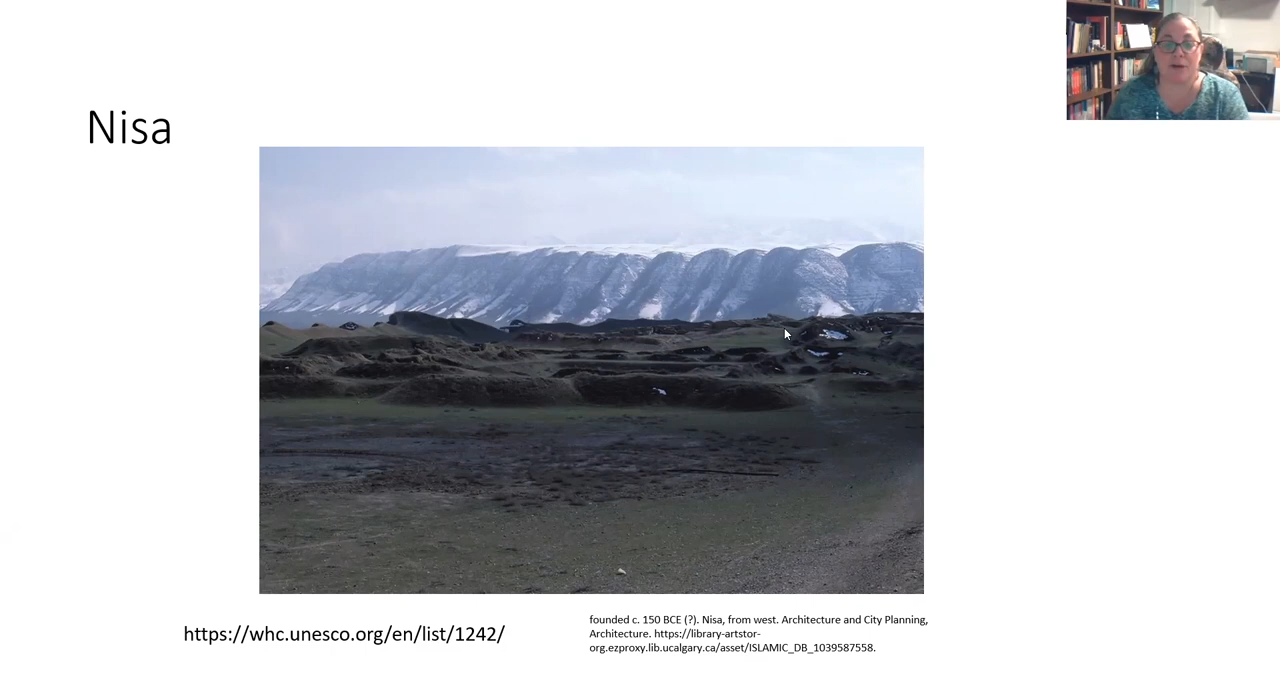 Nisa
https://whc.unesco.org/en/list/1242/
founded c. 150 BCE (?). Nisa, from west. Architecture and City Planning,
Architecture. https://library-artstor-
org.ezproxy.lib.ucalgary.ca/asset/ISLAMIC_DB_1039587558.